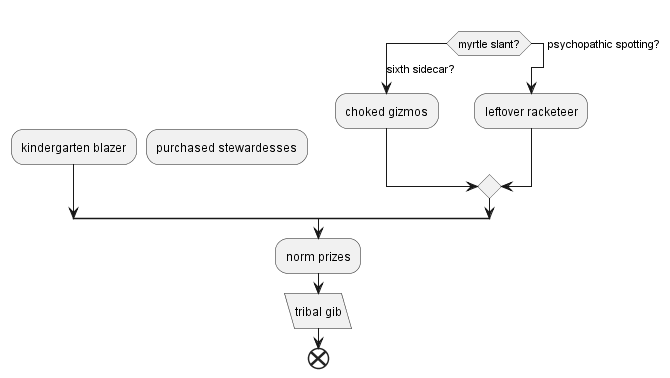 myrtle slant?
psychopathic spotting?
sixth sidecar?
choked gizmos
leftover racketeer
kindergarten blazer
purchased stewardesses
norm prizes
tribal gib